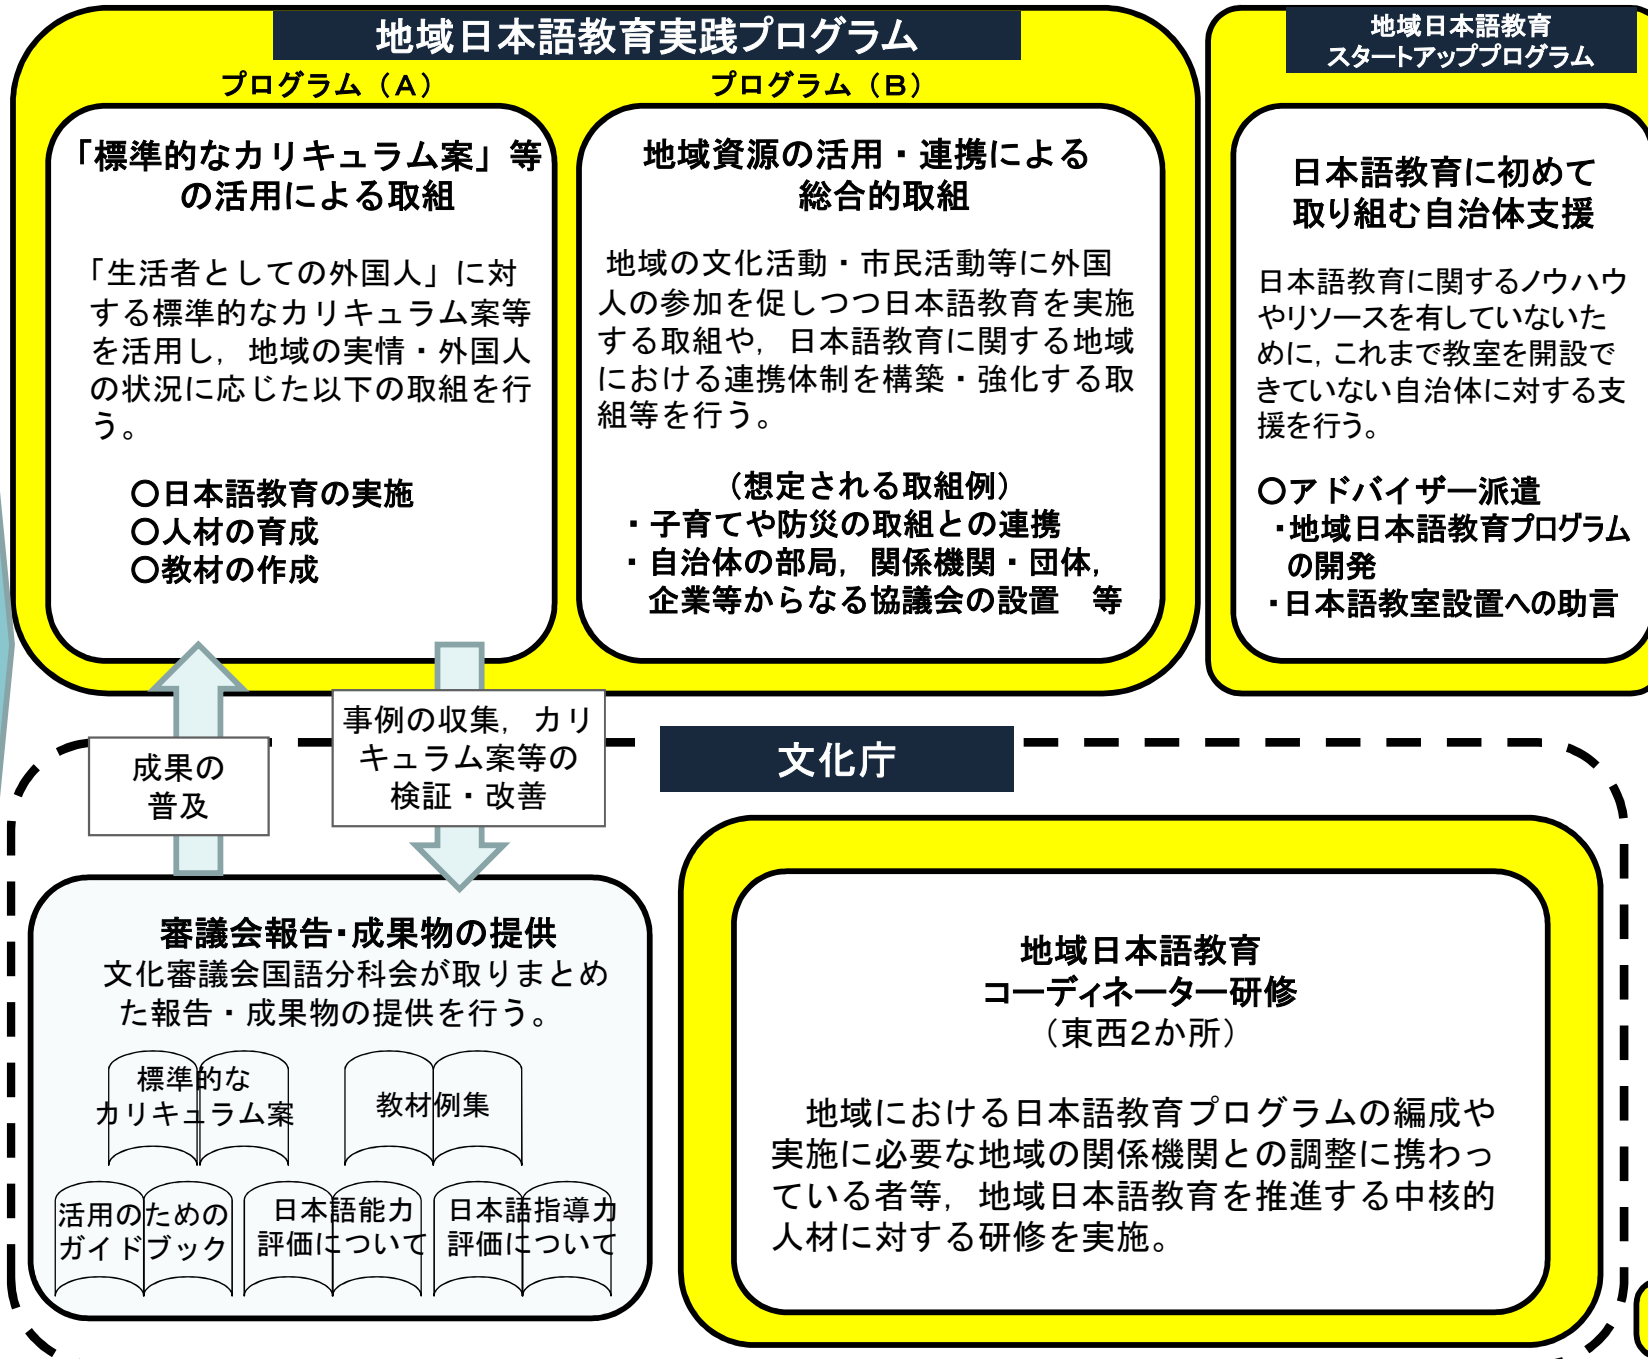 地域日本語教育実践プログラム
プログラム（A）
「標準的なカリキュラム案」等
の活用による取組
「生活者としての外国人」に対
する標準的なカリキュラム案等
を活用し，地域の実情・外国人
の状況に応じた以下の取組を行
う。
○日本語教育の実施
○人材の育成
○教材の作成
プログラム（B）
地域資源の活用・連携による
総合的取組
地域の文化活動・市民活動等に外国
人の参加を促しつつ日本語教育を実施
する取組や，日本語教育に関する地域
における連携体制を構築・強化する取
組等を行う。
（想定される取組例）
・子育てや防災の取組との連携
・自治体の部局，関係機関・団体，
企業等からなる協議会の設置　等
地域日本語教育
スタートアッププログラム
日本語教育に初めて
取り組む自治体支援
日本語教育に関するノウハウ
やリソースを有していないた
めに，これまで教室を開設で
きていない自治体に対する支
援を行う。
○アドバイザー派遣
・地域日本語教育プログラム
の開発
・日本語教室設置への助言
成果の
普及
事例の収集，カリ
キュラム案等の
検証・改善
文化庁
審議会報告・成果物の提供
文化審議会国語分科会が取りまとめ
た報告・成果物の提供を行う。
標準的な
カリキュラム案
教材例集
活用のための
ガイドブック
日本語能力
評価について
日本語指導力
評価について
地域日本語教育
コーディネーター研修
（東西２か所）
地域における日本語教育プログラムの編成や
実施に必要な地域の関係機関との調整に携わっ
ている者等，地域日本語教育を推進する中核的
人材に対する研修を実施。